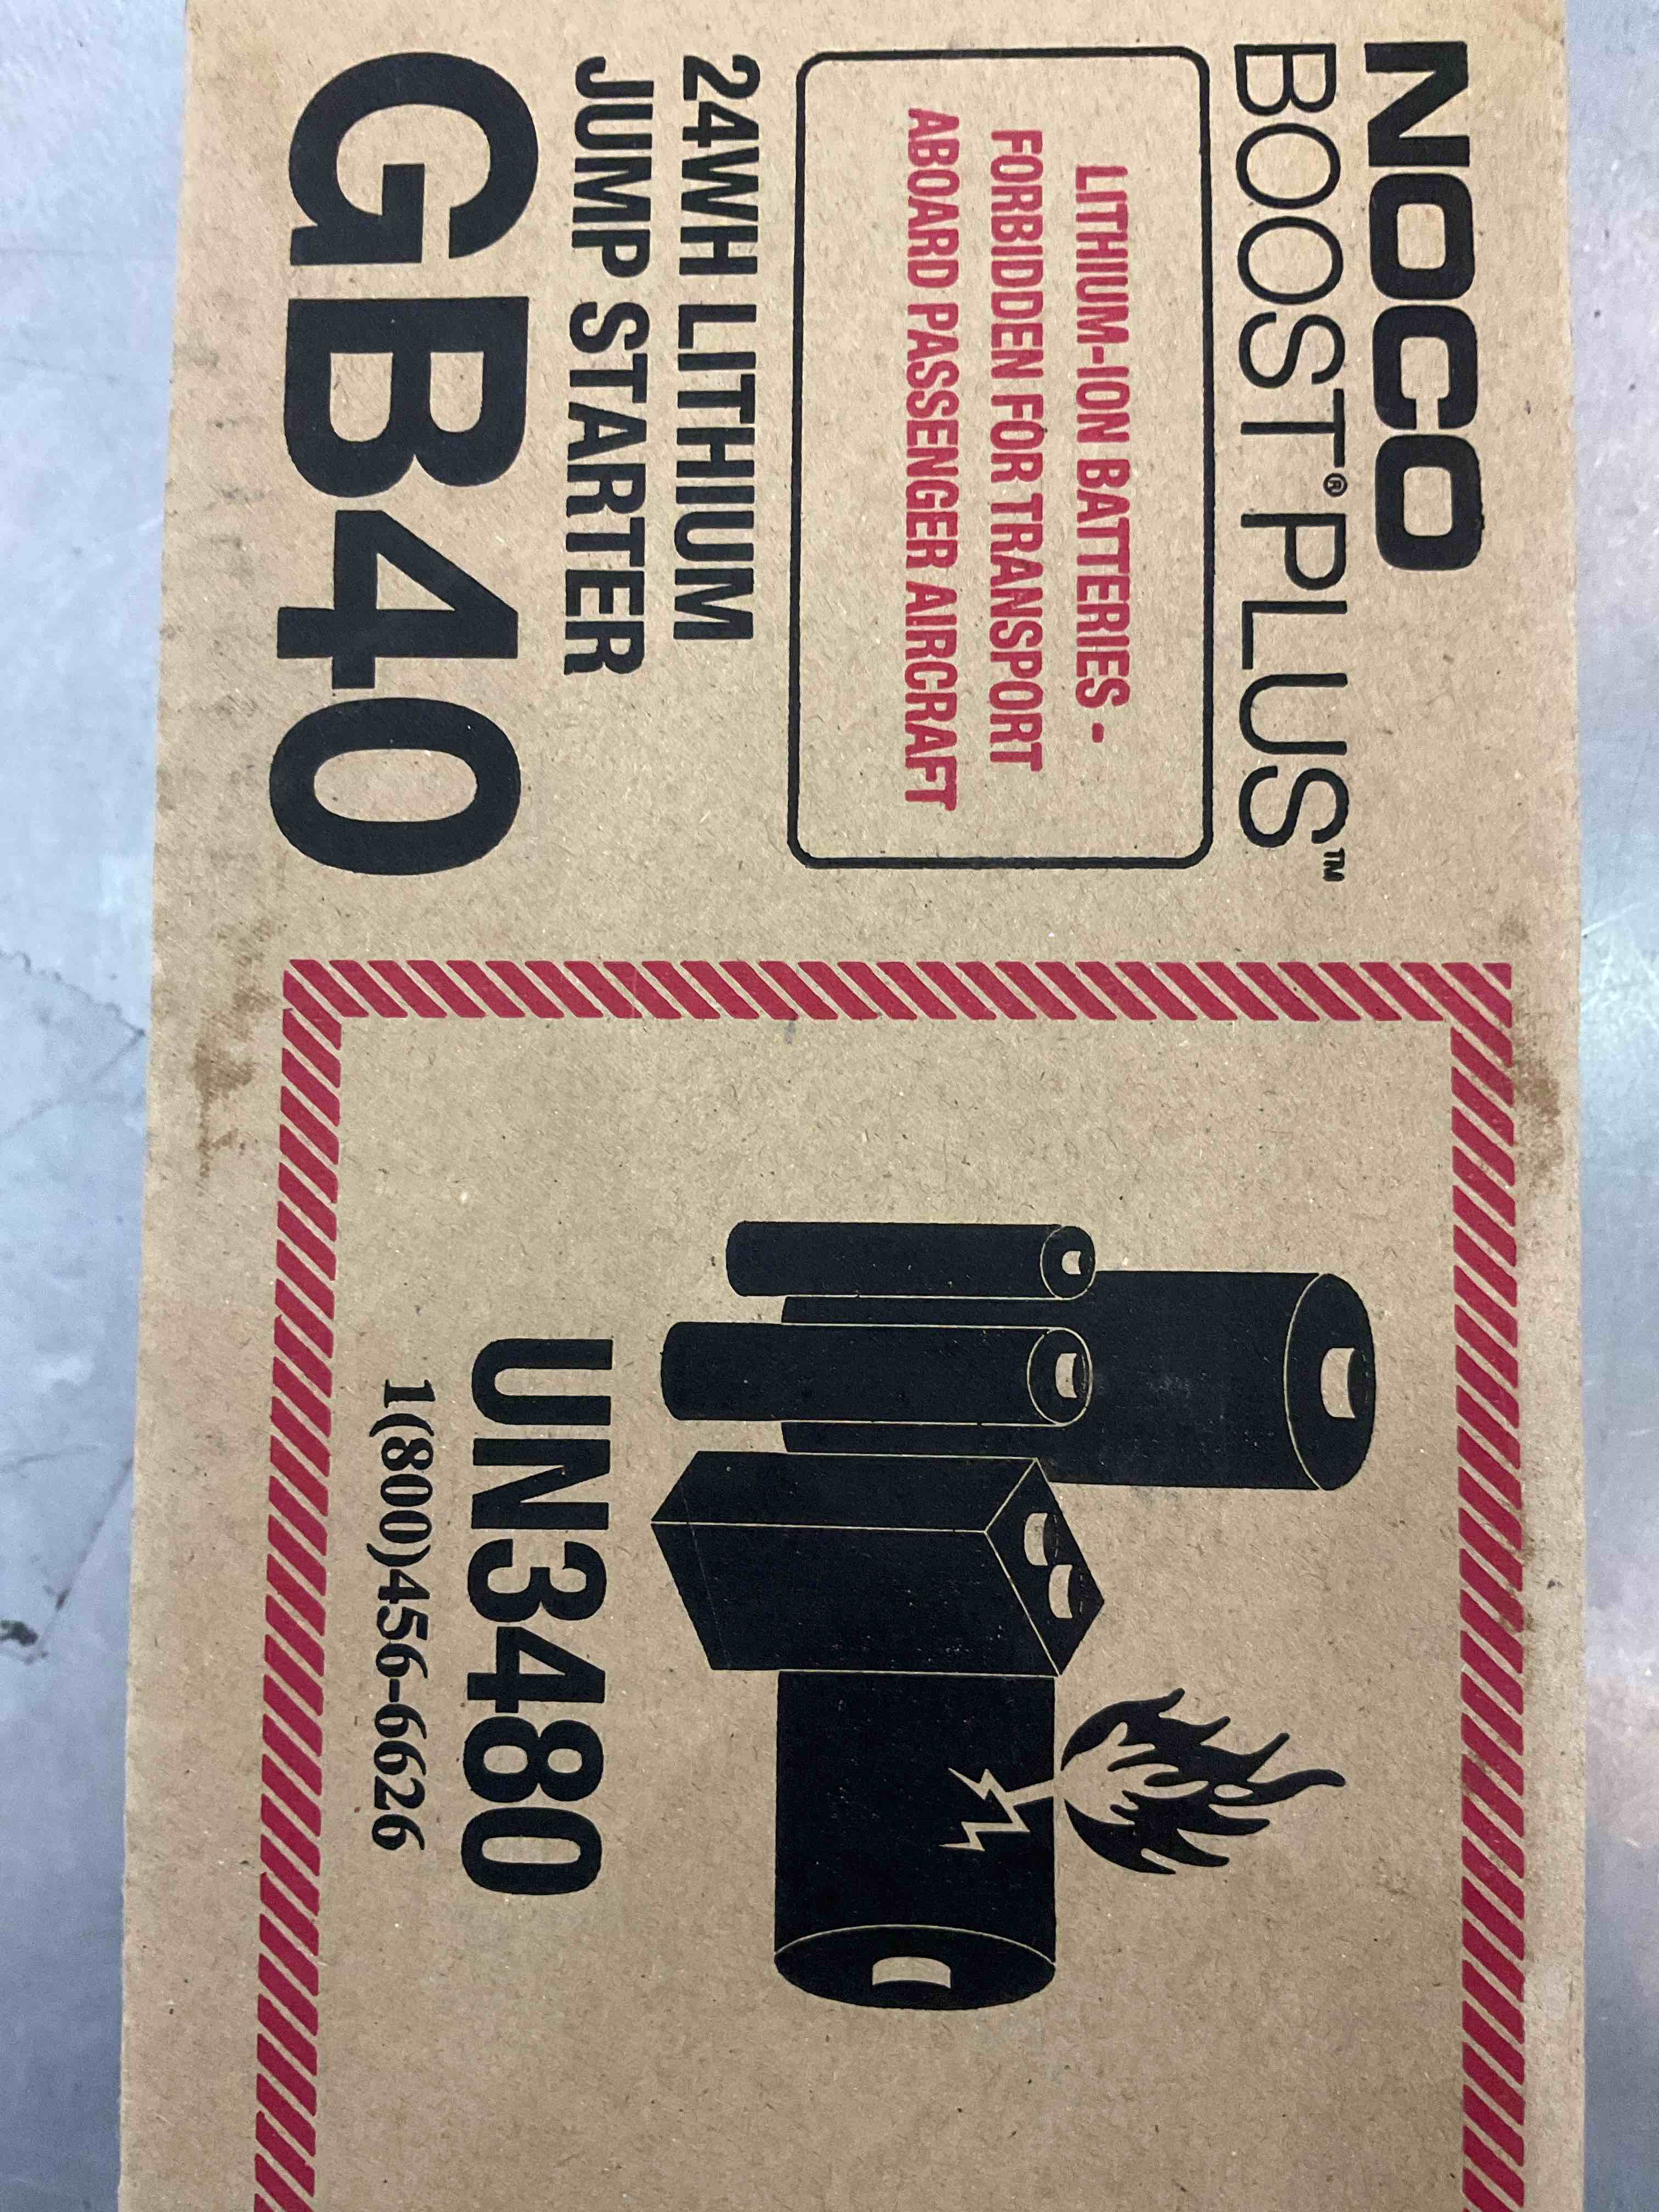 NOCO
BOOST® PLUS™
LITHIUM-ION BATTERIES -
FORBIDDEN FOR TRANSPORT
ABOARD PASSENGER AIRCRAFT
24WH LITHIUM
JUMP STARTER
GB40
UN3480
1(800)456-6626